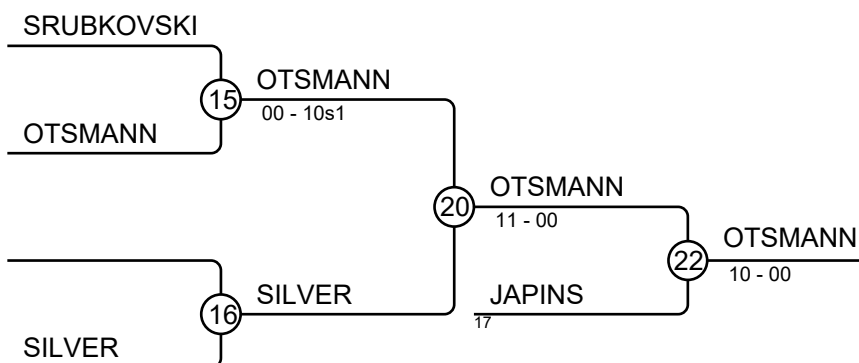 SRUBKOVSKI
OTSMANN
15
00 - 10s1
OTSMANN
OTSMANN
20
11 - 00
OTSMANN
22
10 - 00
SILVER
JAPINS
16
17
SILVER